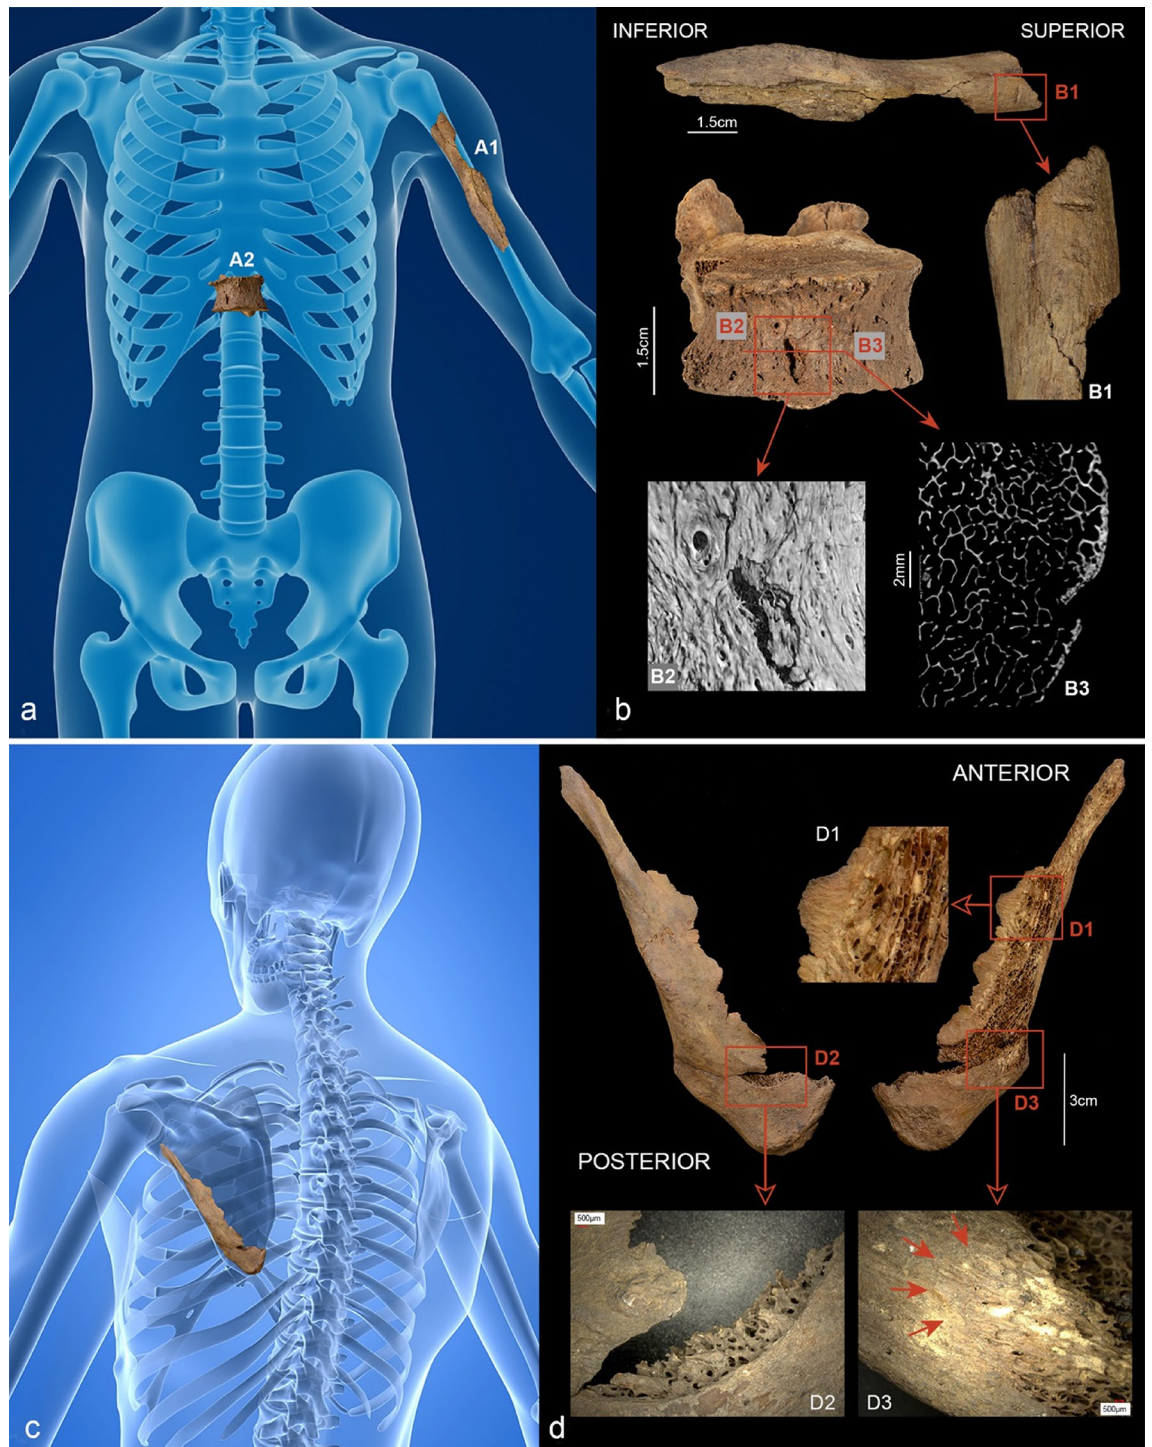 A1
A2
a
INFERIOR
SUPERIOR
B1
1.5cm
B2
B3
1.5cm
B1
2mm
B2
B3
b
c
ANTERIOR
D1
D1
D2
D3
3cm
POSTERIOR
500µm
D2
D3
500µm
d